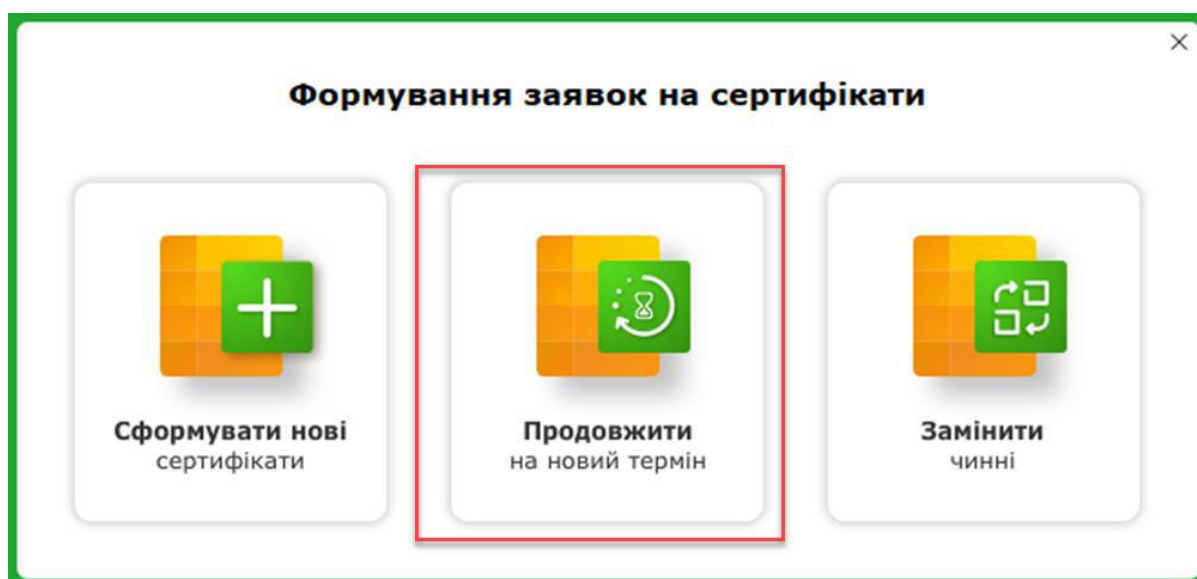 Формування заявок на сертифікати
Сформувати нові
сертифікати
Продовжити
на новий термін
Замінити
чинні